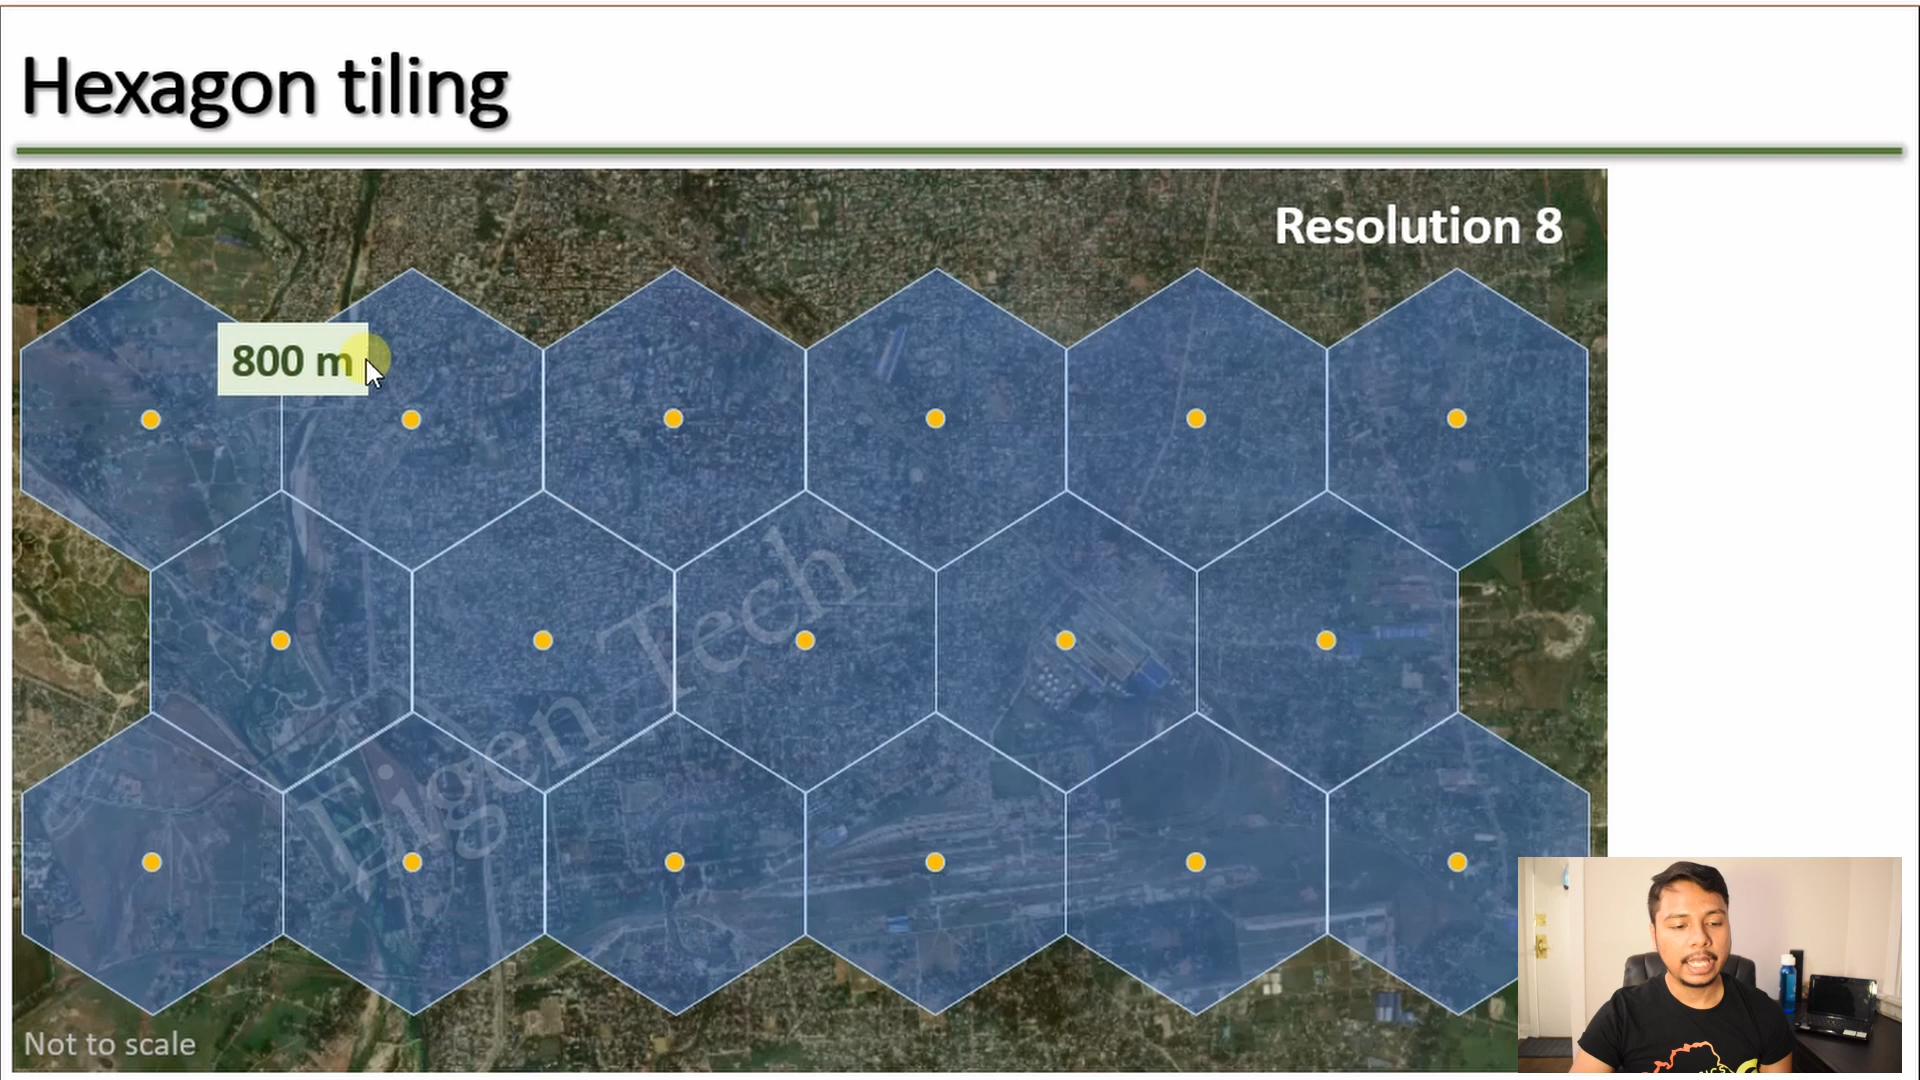 Hexagon tiling
Resolution 8
800 m
Eigen Tech
Not to scale